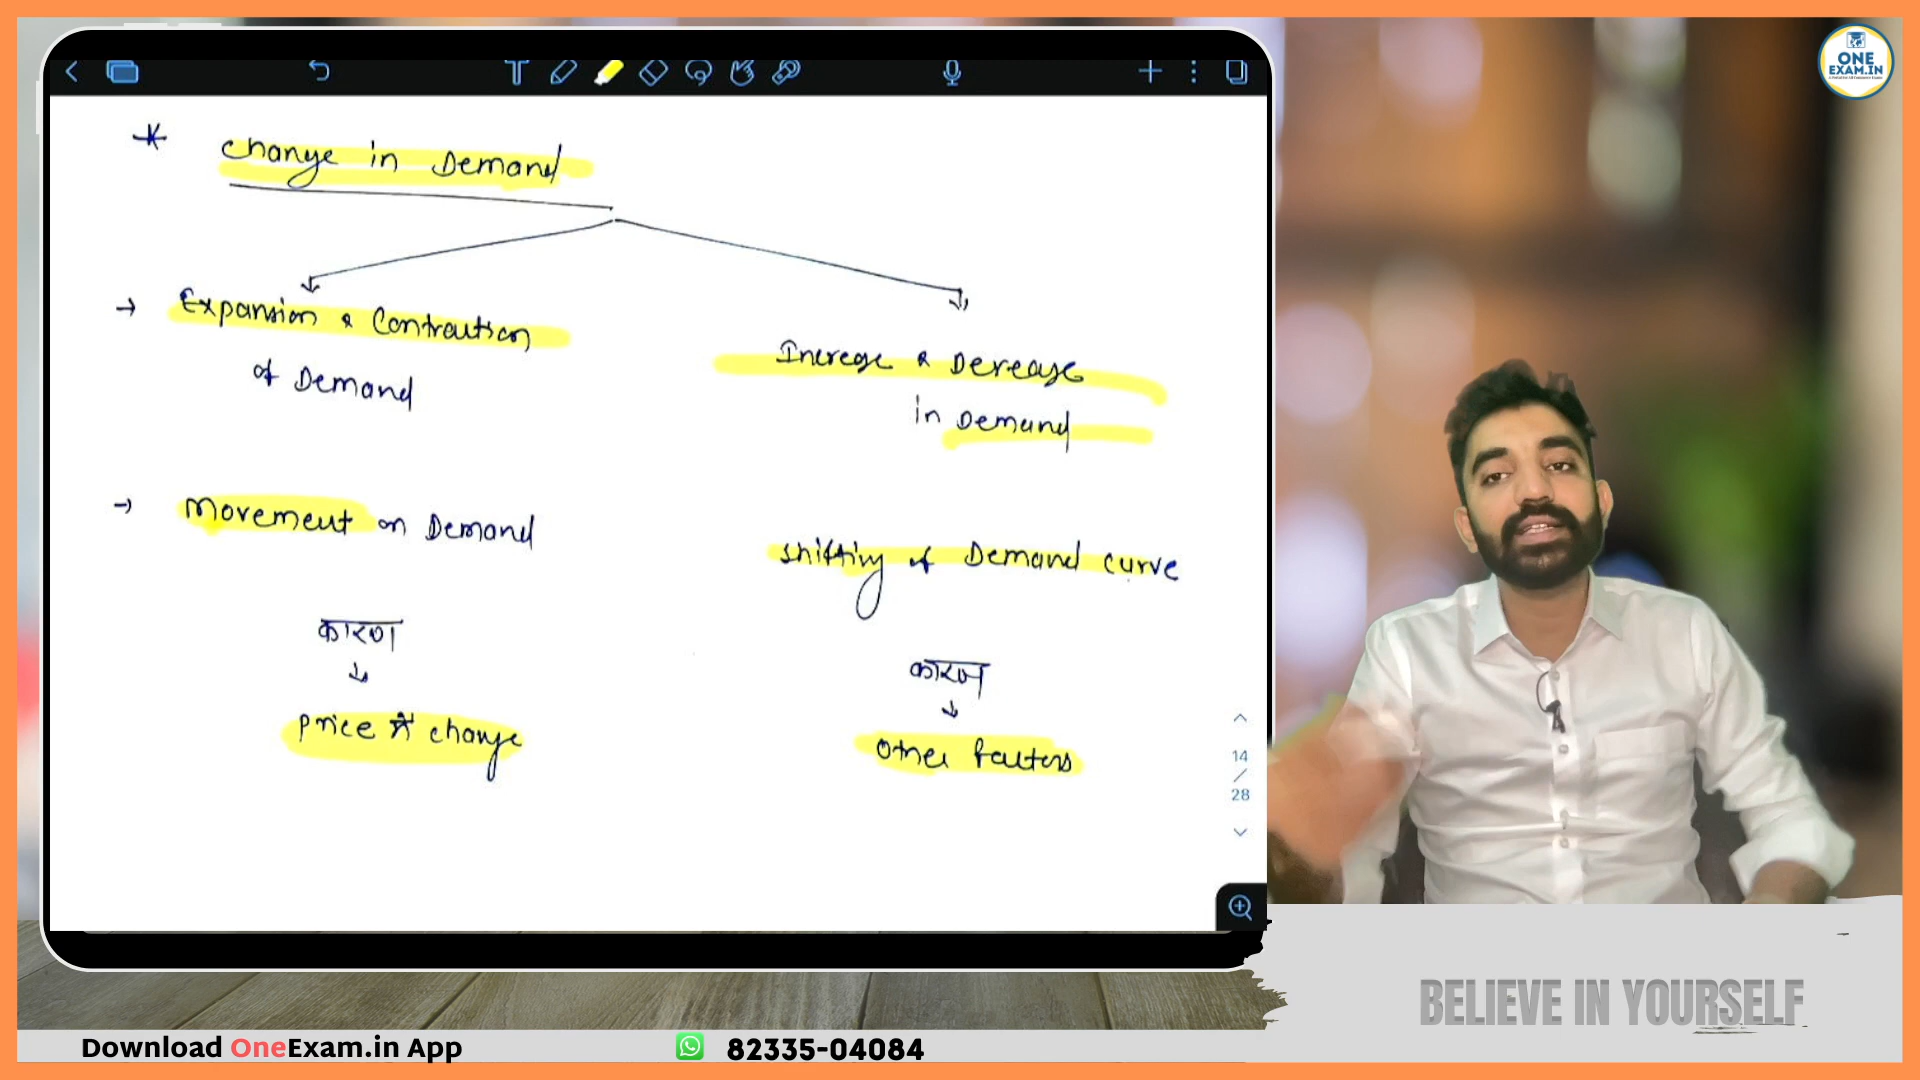 ONE
EXAM.IN
Change in Demand
→ Expansion & Contraction
of Demand
Increase & Decrease
in Demand
→ Movement on Demand
Shifting of Demand curve
कारण
↓
Price में change
कारण
↓
Other factors
14
/
28
BELIEVE IN YOURSELF
Download OneExam.in App
82335-04084